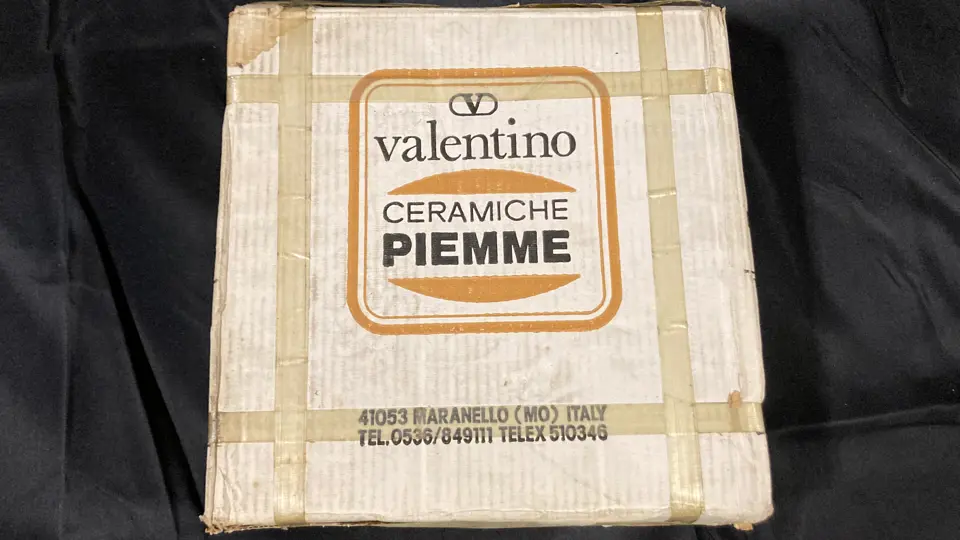 V
valentino
CERAMICHE
PIEMME
41053 MARANELLO (MO) ITALY
TEL.0536/849111 TELEX 510346